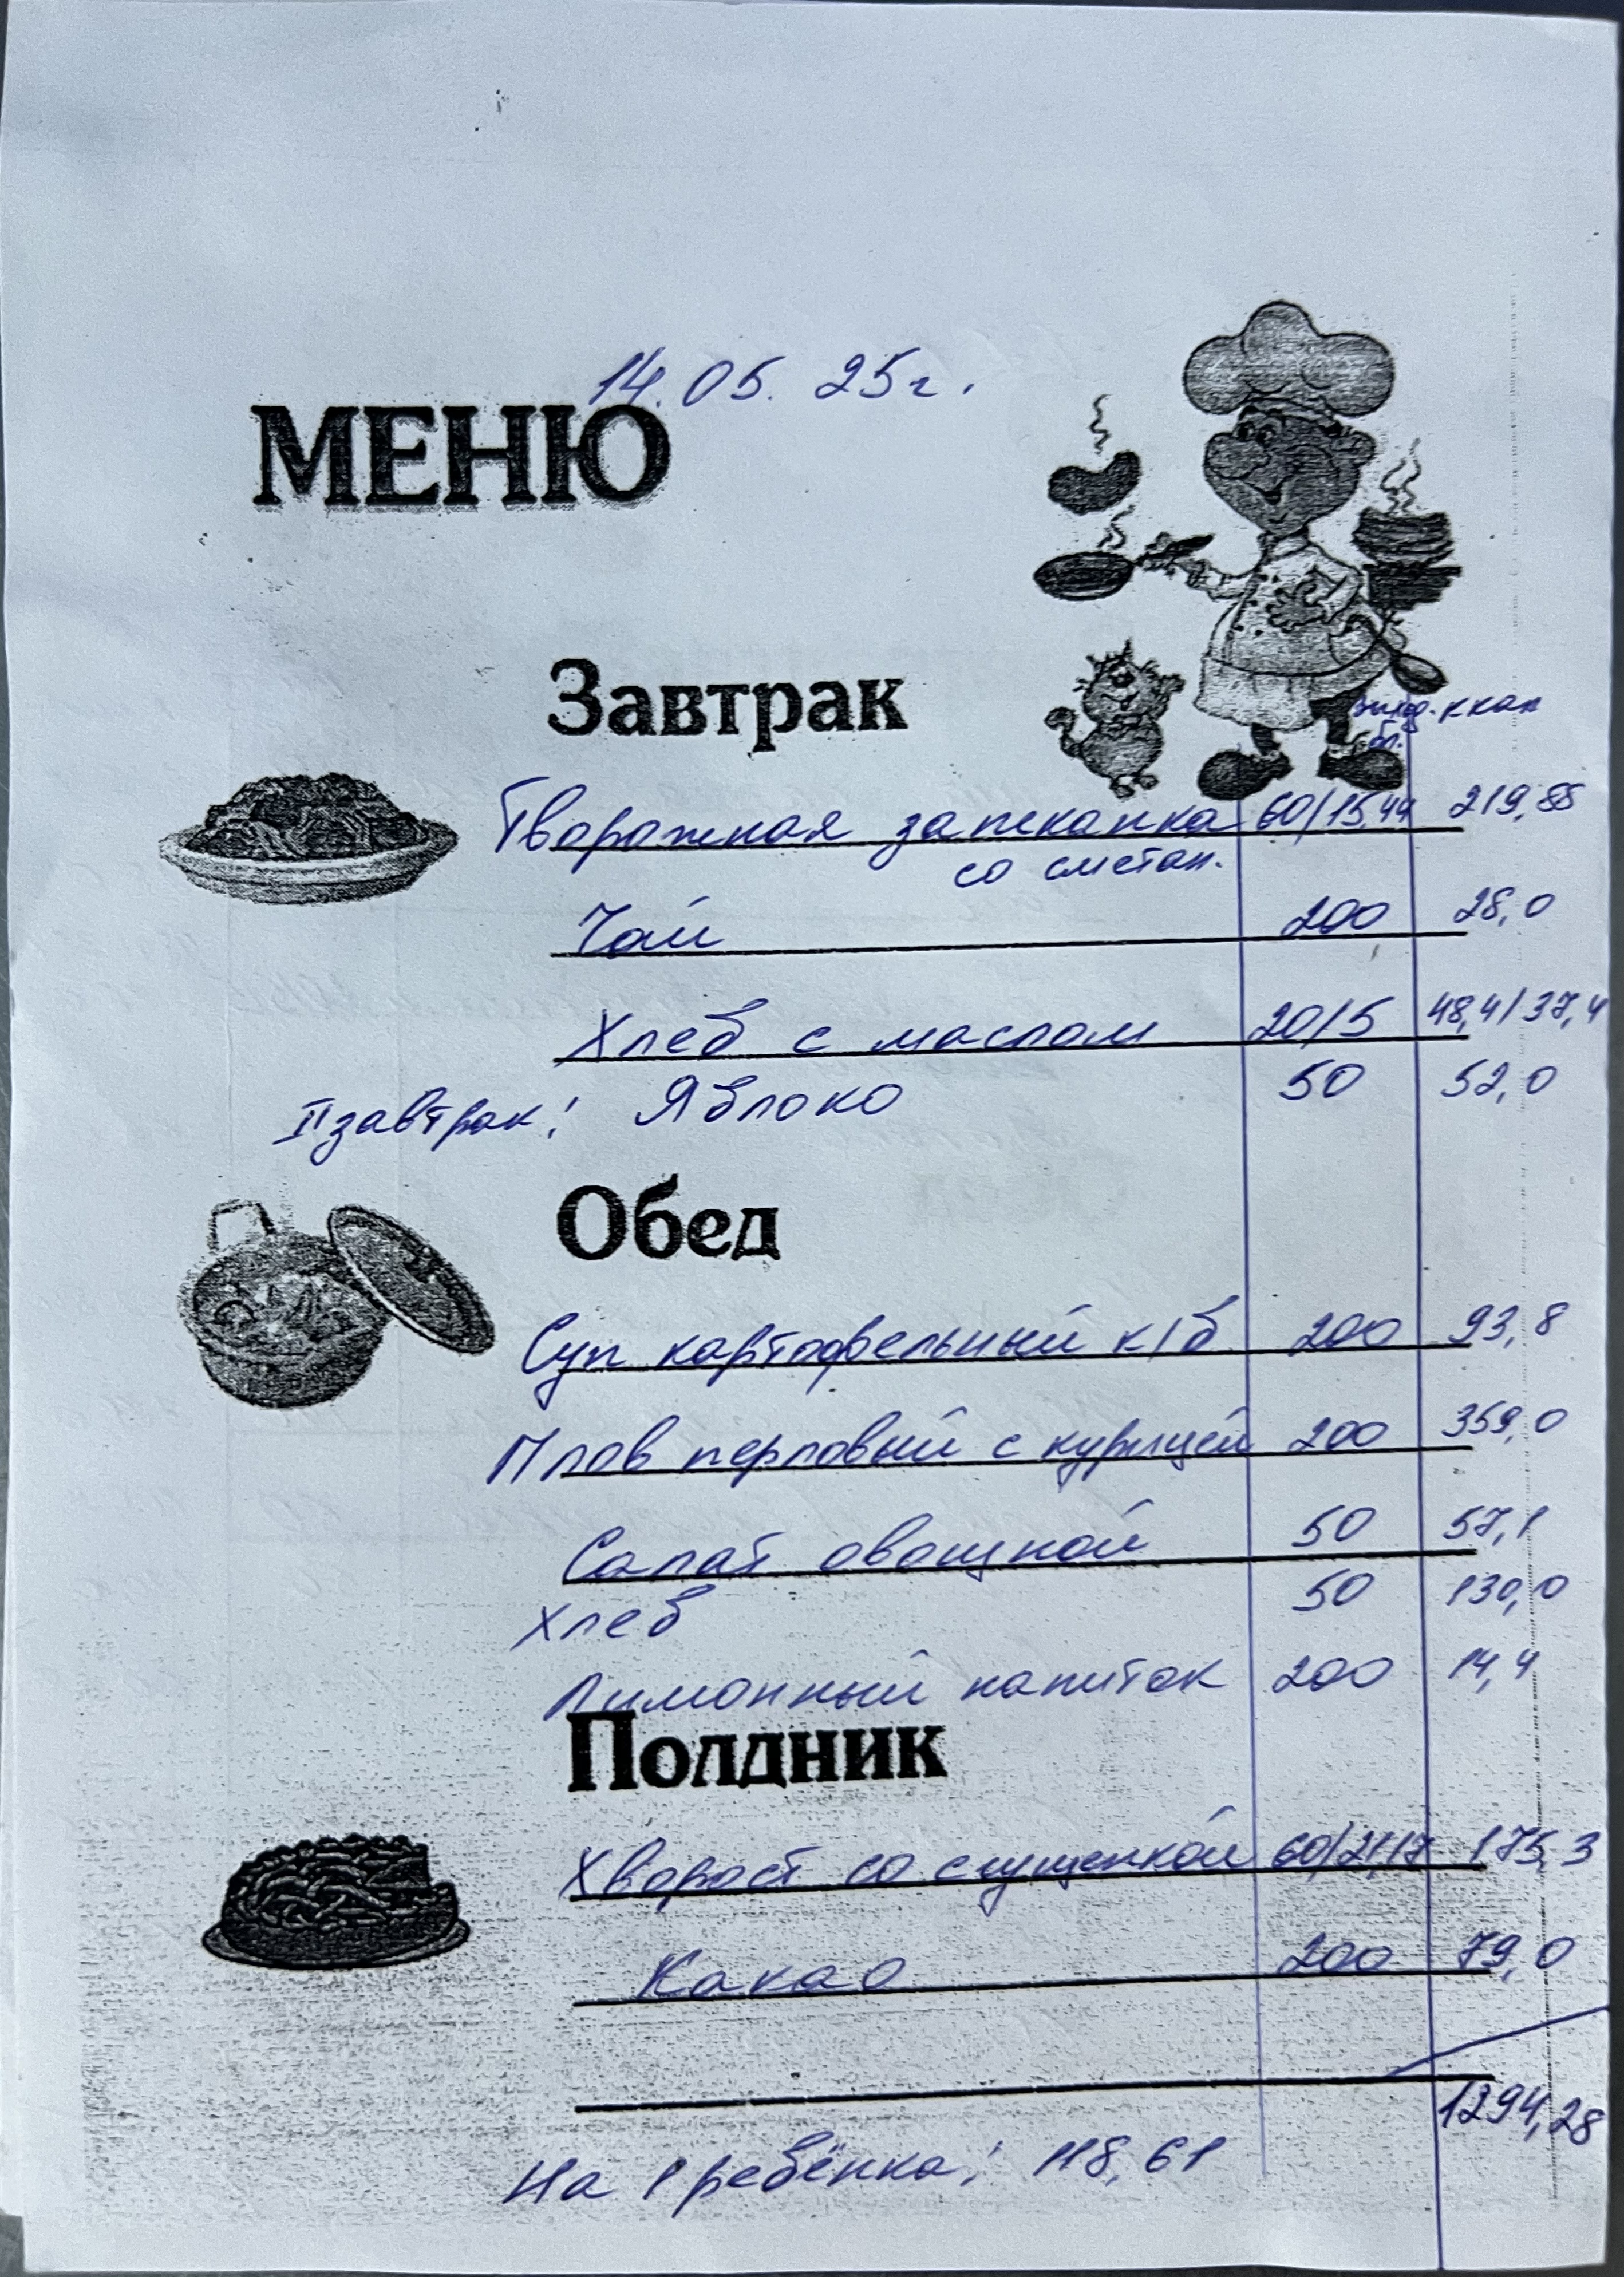 14.05.25г.
МЕНЮ
Завтрак
выход. ккал
бл.
Творожная запеканка 60/15,44 219,88
со сметан.
Чай 200 28,0
Хлеб с маслом 20/5 48,4/37,4
II завтрак: Яблоко 50 52,0
Обед
Суп картофельный к/б 200 93,8
Плов перловый с курицей 200 359,0
Салат овощной 50 57,1
Хлеб 50 130,0
Лимонный напиток 200 14,4
Полдник
Хворост со сгущенкой 60/21,17 175,3
Какао 200 79,0
1294,28
На 1 ребёнка: 118,61